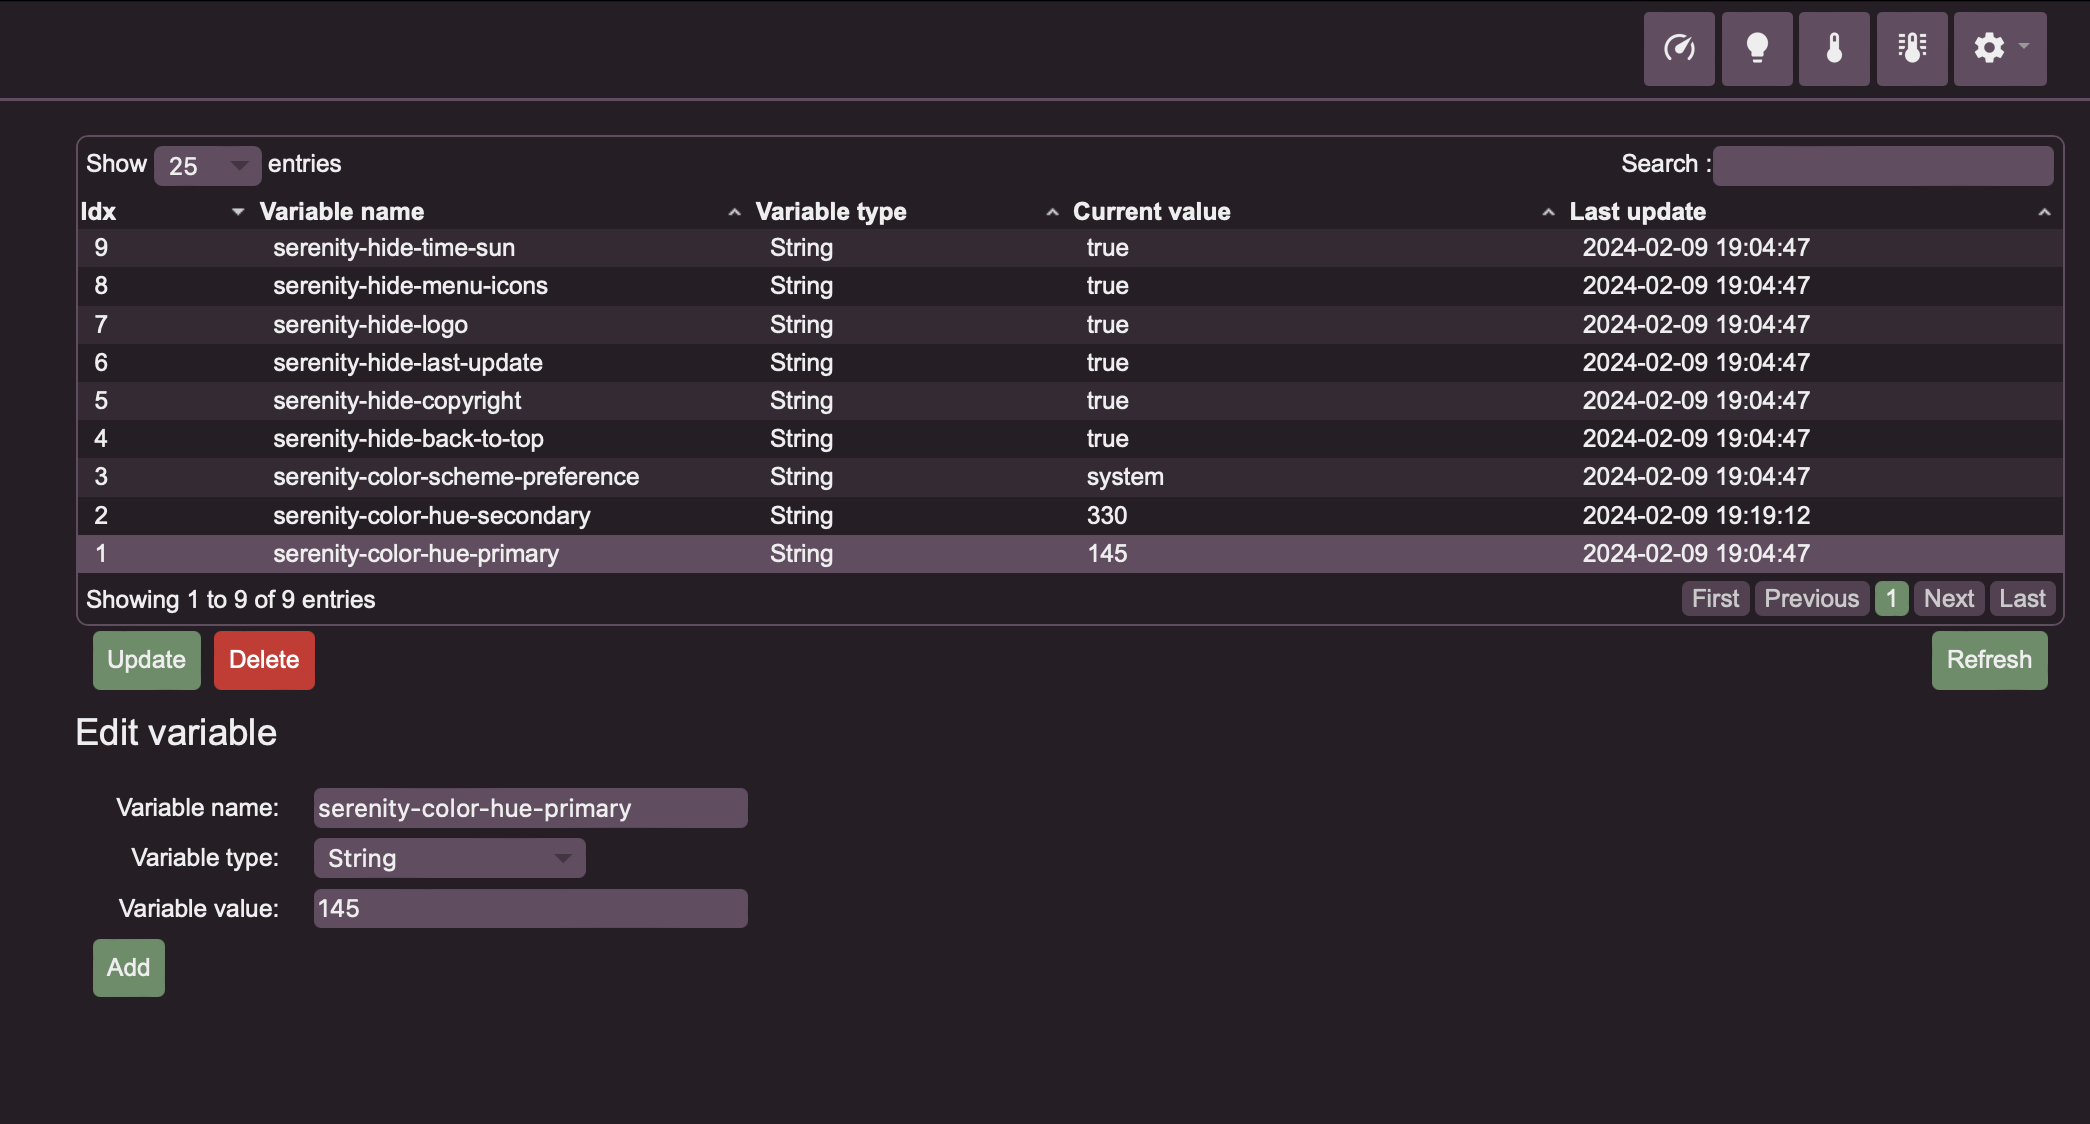 Show 25 entries Search :
Idx Variable name Variable type Current value Last update
9 serenity-hide-time-sun String true 2024-02-09 19:04:47
8 serenity-hide-menu-icons String true 2024-02-09 19:04:47
7 serenity-hide-logo String true 2024-02-09 19:04:47
6 serenity-hide-last-update String true 2024-02-09 19:04:47
5 serenity-hide-copyright String true 2024-02-09 19:04:47
4 serenity-hide-back-to-top String true 2024-02-09 19:04:47
3 serenity-color-scheme-preference String system 2024-02-09 19:04:47
2 serenity-color-hue-secondary String 330 2024-02-09 19:19:12
1 serenity-color-hue-primary String 145 2024-02-09 19:04:47
Showing 1 to 9 of 9 entries First Previous 1 Next Last
Update Delete Refresh
Edit variable
Variable name: serenity-color-hue-primary
Variable type: String
Variable value: 145
Add